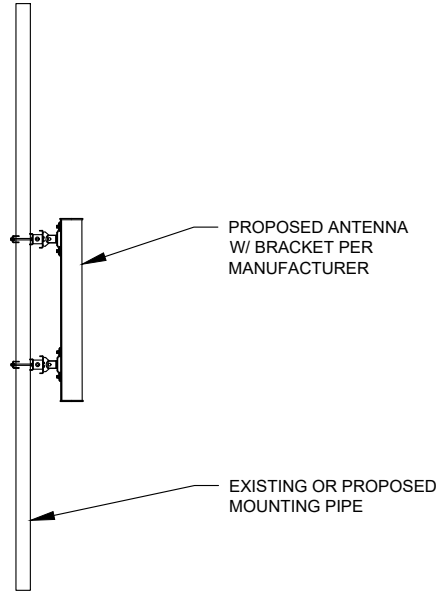 PROPOSED ANTENNA
W/ BRACKET PER
MANUFACTURER
EXISTING OR PROPOSED
MOUNTING PIPE